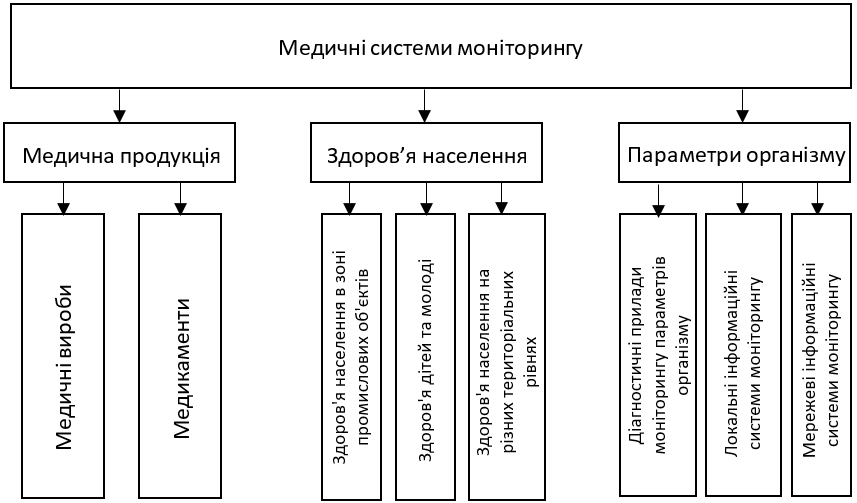 Медичні системи моніторингу
Медична продукція
Здоров’я населення
Параметри організму
Медичні вироби
Медикаменти
Здоров'я населення в зоні
промислових об'єктів
Здоров'я дітей та молоді
Здоров'я населення на
різних територіальних
рівнях
Діагностичні прилади
моніторингу параметрів
організму
Локальні інформаційні
системи моніторингу
Мережеві інформаційні
системи моніторингу